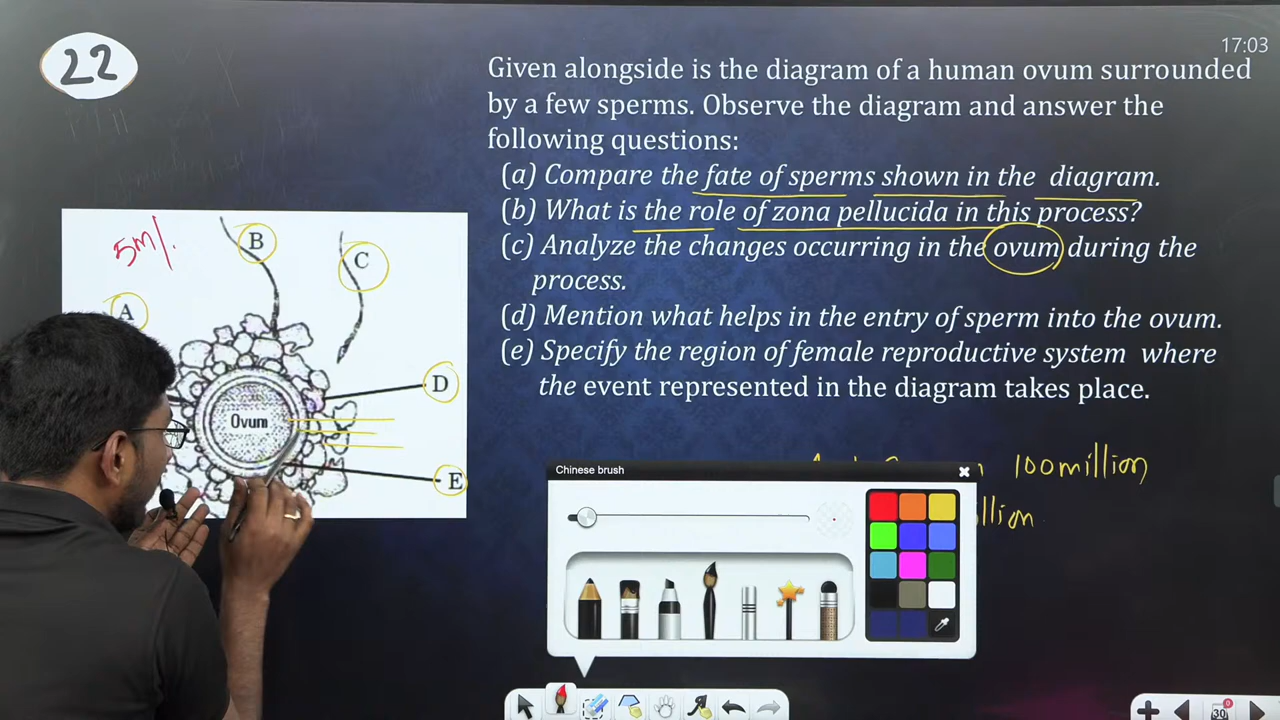 22
17:03
Given alongside is the diagram of a human ovum surrounded
by a few sperms. Observe the diagram and answer the
following questions:
(a) Compare the fate of sperms shown in the diagram.
(b) What is the role of zona pellucida in this process?
(c) Analyze the changes occurring in the ovum during the
process.
(d) Mention what helps in the entry of sperm into the ovum.
(e) Specify the region of female reproductive system where
the event represented in the diagram takes place.
5m/.
A
B
C
D
E
Ovum
100million
Chinese brush
30